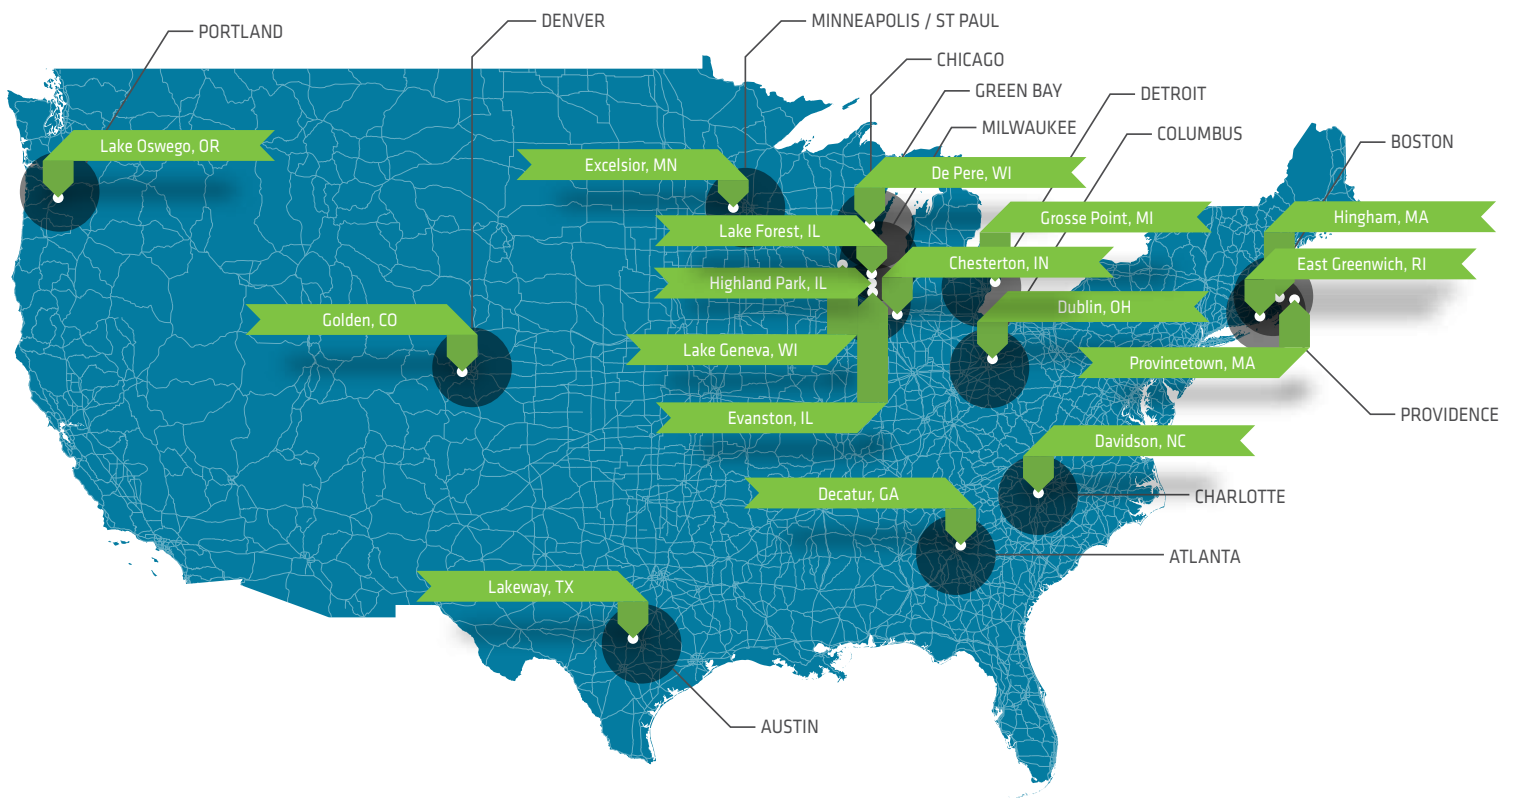 DENVER
MINNEAPOLIS / ST PAUL
PORTLAND
CHICAGO
GREEN BAY
DETROIT
MILWAUKEE
COLUMBUS
BOSTON
Lake Oswego, OR
Excelsior, MN
De Pere, WI
Grosse Point, MI
Hingham, MA
Lake Forest, IL
Chesterton, IN
East Greenwich, RI
Highland Park, IL
Dublin, OH
Golden, CO
Lake Geneva, WI
Provincetown, MA
PROVIDENCE
Evanston, IL
Davidson, NC
Decatur, GA
CHARLOTTE
ATLANTA
Lakeway, TX
AUSTIN